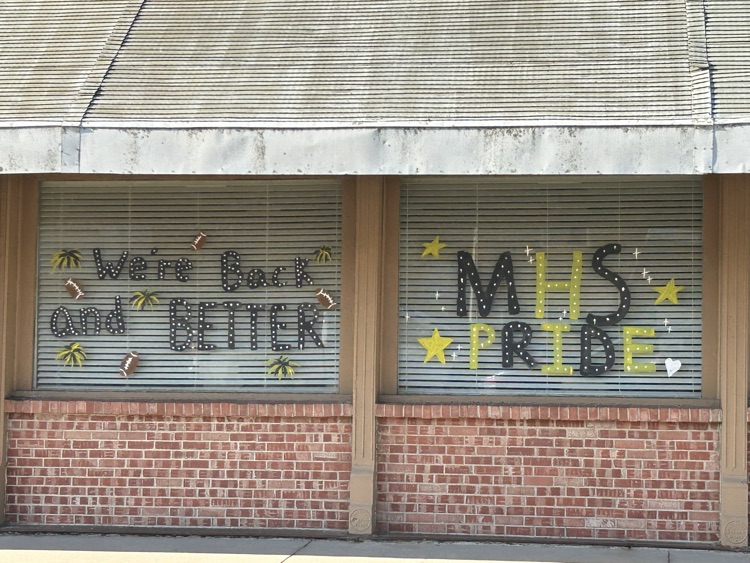 We're Back
and BETTER
MHS
PRIDE